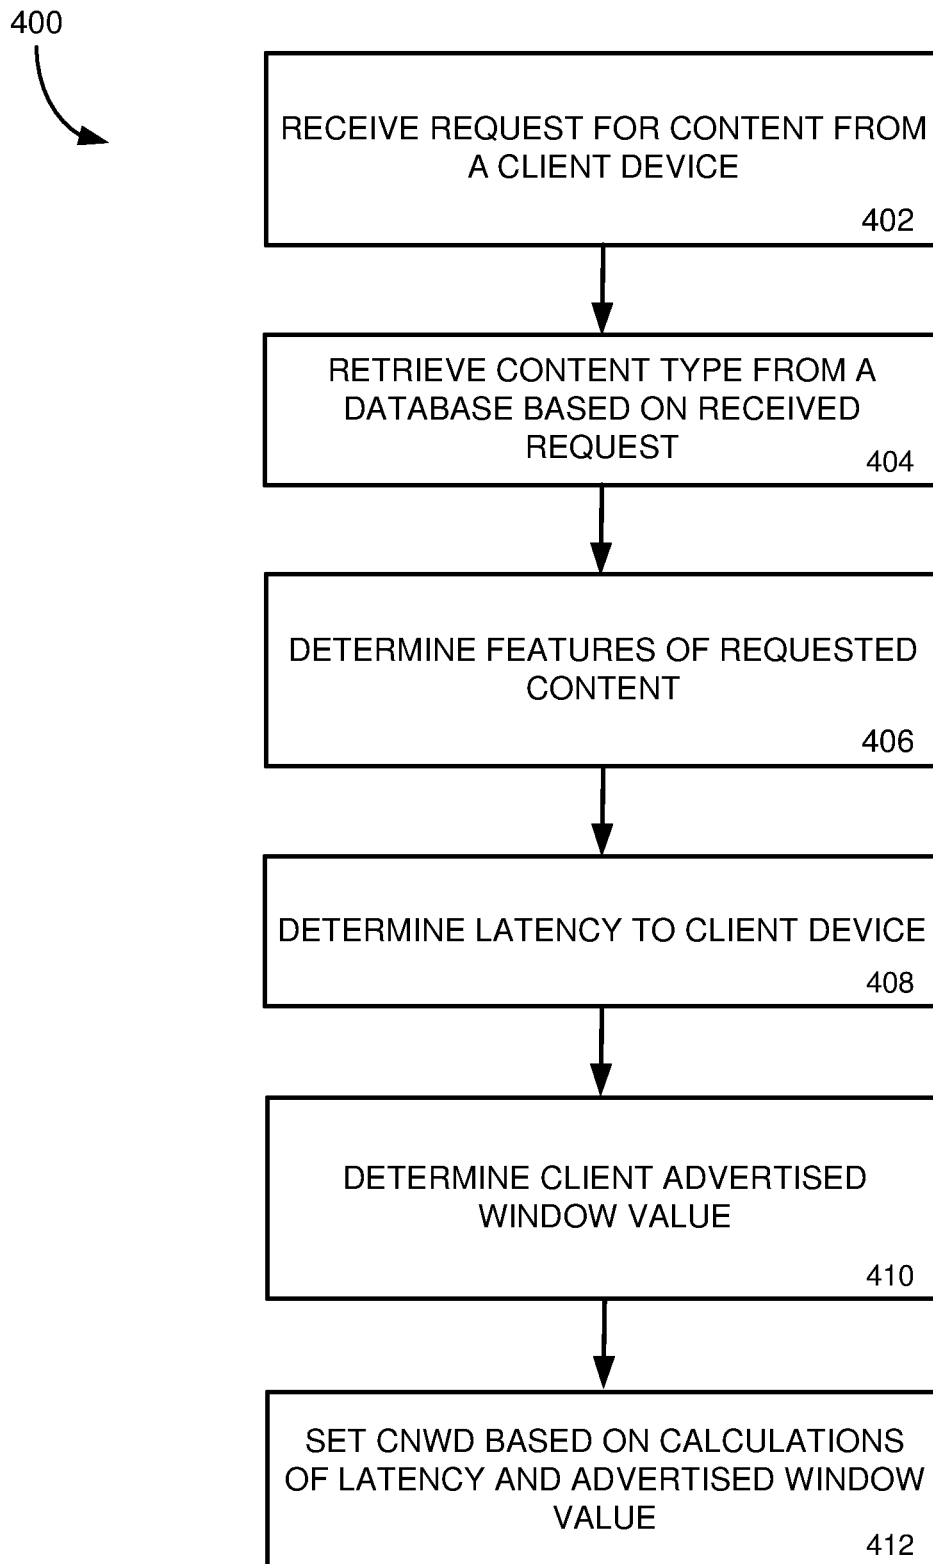 400
RECEIVE REQUEST FOR CONTENT FROM
A CLIENT DEVICE
402
RETRIEVE CONTENT TYPE FROM A
DATABASE BASED ON RECEIVED
REQUEST
404
DETERMINE FEATURES OF REQUESTED
CONTENT
406
DETERMINE LATENCY TO CLIENT DEVICE
408
DETERMINE CLIENT ADVERTISED
WINDOW VALUE
410
SET CNWD BASED ON CALCULATIONS
OF LATENCY AND ADVERTISED WINDOW
VALUE
412